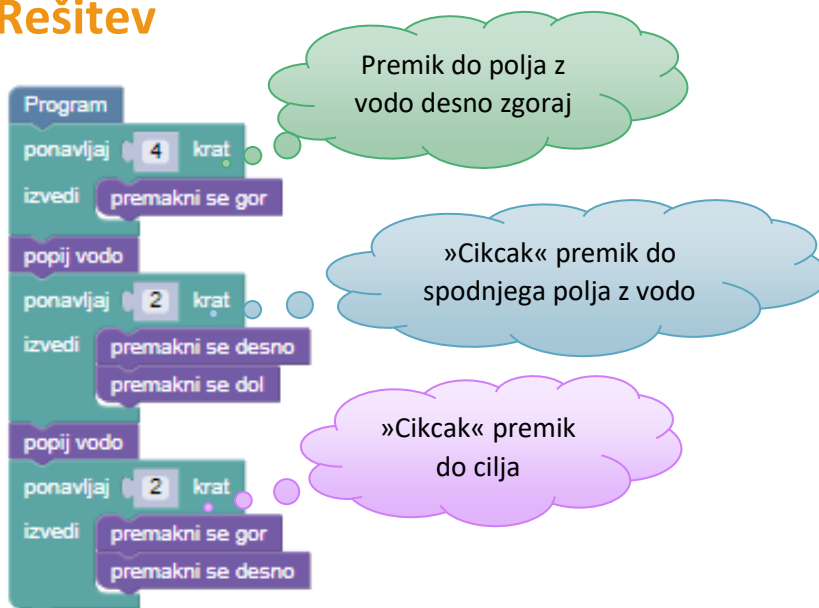 Rešitev
Premik do polja z
vodo desno zgoraj
Program
ponavljaj 4 krat
izvedi premakni se gor
popij vodo
»Cikcak« premik do
spodnjega polja z vodo
ponavljaj 2 krat
izvedi premakni se desno
premakni se dol
»Cikcak« premik
do cilja
popij vodo
ponavljaj 2 krat
izvedi premakni se gor
premakni se desno